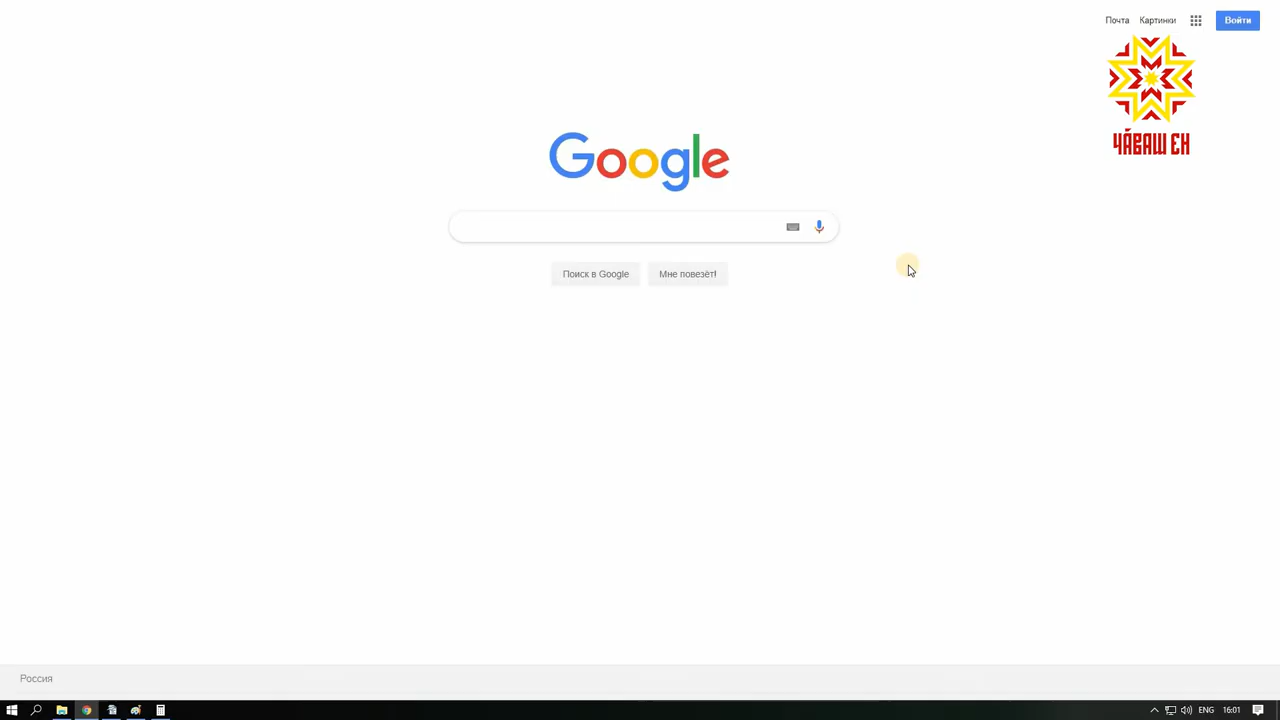 Почта Картинки Войти
ЧӐВАШ ЕН
Google
Поиск в Google Мне повезёт!
Россия
ENG 16:01